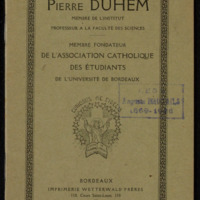 PIERRE DUHEM
MEMBRE DE L'INSTITUT
PROFESSEUR A LA FACULTÉ DES SCIENCES
MEMBRE FONDATEUR
DE L'ASSOCIATION CATHOLIQUE
DES ÉTUDIANTS
DE L'UNIVERSITÉ DE BORDEAUX
BORDEAUX
IMPRIMERIE WETTERWALD FRÈRES